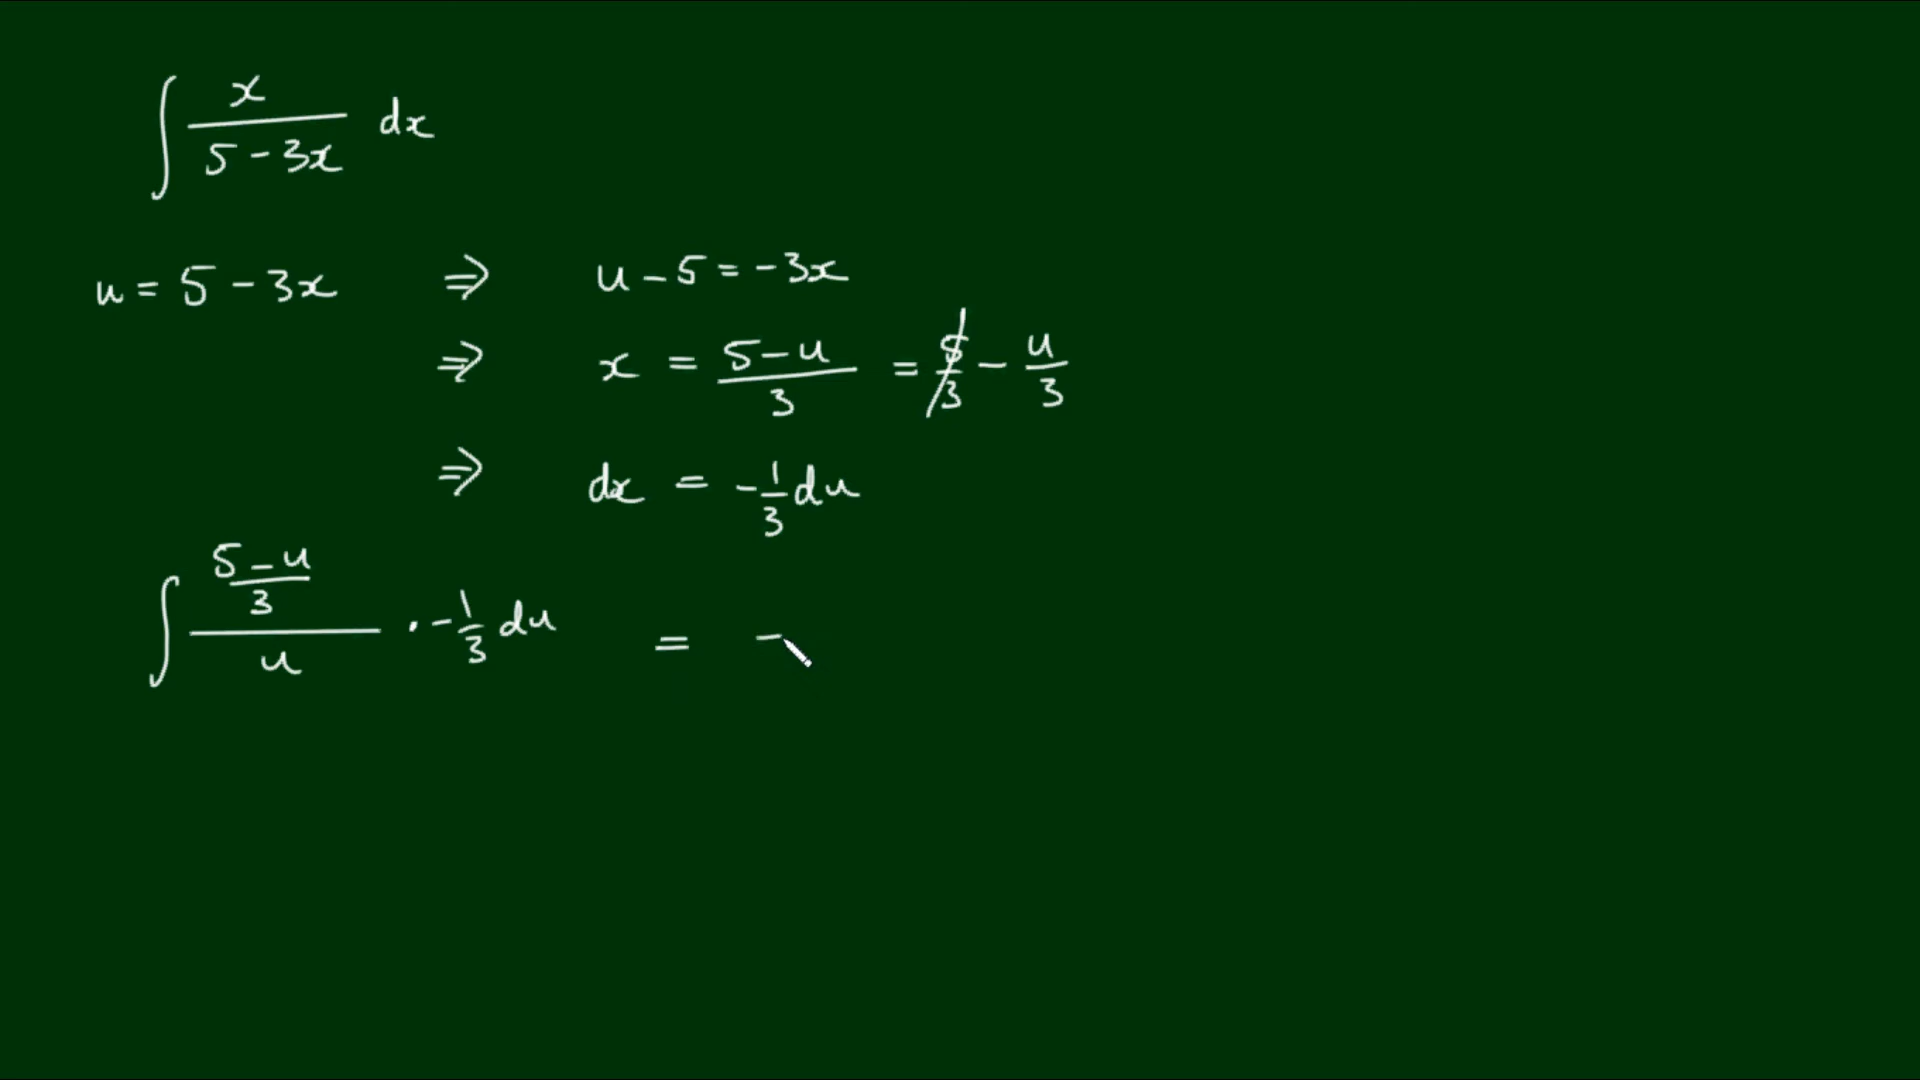 ∫ x/(5 - 3x) dx
u = 5 - 3x ⇒ u - 5 = -3x
⇒ x = (5 - u)/3 = 5/3 - u/3
⇒ dx = -1/3 du
∫ ((5 - u)/3)/u · -1/3 du = -